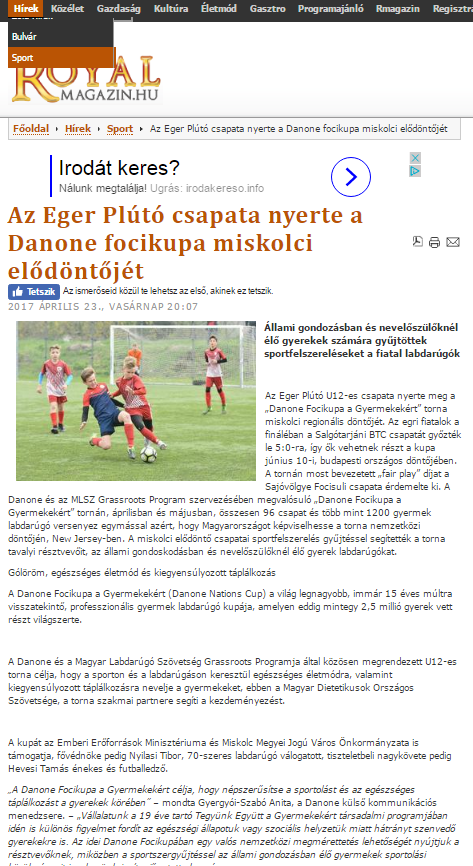 Hírek Közélet Gazdaság Kultúra Életmód Gasztro Programajánló Rmagazin Regisztrá
Bulvár
Sport
ROYAL
MAGAZIN.HU
Főoldal Hírek Sport Az Eger Plútó csapata nyerte a Danone focikupa miskolci elődöntőjét
Irodát keres?
Nálunk megtalálja! Ugrás: irodakereso.info
Az Eger Plútó csapata nyerte a
Danone focikupa miskolci
elődöntőjét
Tetszik Az ismerőseid közül te lehetsz az első, akinek ez tetszik.
2017 ÁPRILIS 23., VASÁRNAP 20:07
Állami gondozásban és nevelőszülőknél
élő gyerekek számára gyűjtöttek
sportfelszereléseket a fiatal labdarúgók
Az Eger Plútó U12-es csapata nyerte meg a
„Danone Focikupa a Gyermekekért” torna
miskolci regionális döntőjét. Az egri fiatalok a
fináléban a Salgótarjáni BTC csapatát győzték
le 5:0-ra, így ők vehetnek részt a kupa
június 10-i, budapesti országos döntőjében.
A tornán most bevezetett „fair play” díjat a
Sajóvölgye Focisuli csapata érdemelte ki. A
Danone és az MLSZ Grassroots Program szervezésében megvalósuló „Danone Focikupa a
Gyermekekért” tornán, áprilisban és májusban, összesen 96 csapat és több mint 1200 gyermek
labdarúgó versenyez egymással azért, hogy Magyarországot képviselhesse a torna nemzetközi
döntőjén, New Jersey-ben. A miskolci elődöntő csapatai sportfelszerelés gyűjtéssel segítették a torna
tavalyi résztvevőit, az állami gondoskodásban és nevelőszülőknél élő gyerek labdarúgókat.
Gólöröm, egészséges életmód és kiegyensúlyozott táplálkozás
A Danone Focikupa a Gyermekekért (Danone Nations Cup) a világ legnagyobb, immár 15 éves múltra
visszatekintő, professzionális gyermek labdarúgó kupája, amelyen eddig mintegy 2,5 millió gyerek vett
részt világszerte.
A Danone és a Magyar Labdarúgó Szövetség Grassroots Programja által közösen megrendezett U12-es
torna célja, hogy a sporton és a labdarúgáson keresztül egészséges életmódra, valamint
kiegyensúlyozott táplálkozásra nevelje a gyermekeket, ebben a Magyar Dietetikusok Országos
Szövetsége, a torna szakmai partnere segíti a kezdeményezést.
A kupát az Emberi Erőforrások Minisztériuma és Miskolc Megyei Jogú Város Önkormányzata is
támogatja, fővédnöke pedig Nyilasi Tibor, 70-szeres labdarúgó válogatott, tiszteletbeli nagykövete pedig
Hevesi Tamás énekes és futballedző.
„A Danone Focikupa a Gyermekekért célja, hogy népszerűsítse a sportolást és az egészséges
táplálkozást a gyerekek körében” – mondta Gyergyói-Szabó Anita, a Danone külső kommunikációs
menedzsere. – „Vállalatunk a 19 éve tartó Tegyünk Együtt a Gyermekekért társadalmi programjában
idén is különös figyelmet fordít az egészségi állapotuk vagy szociális helyzetük miatt hátrányt szenvedő
gyerekekre is. Az idei Danone Focikupában egy valós nemzetközi megmérettetés lehetőségét nyújtjuk a
résztvevőknek, miközben a sportszergyűjtéssel az állami gondozásban élő gyermekek sportolási